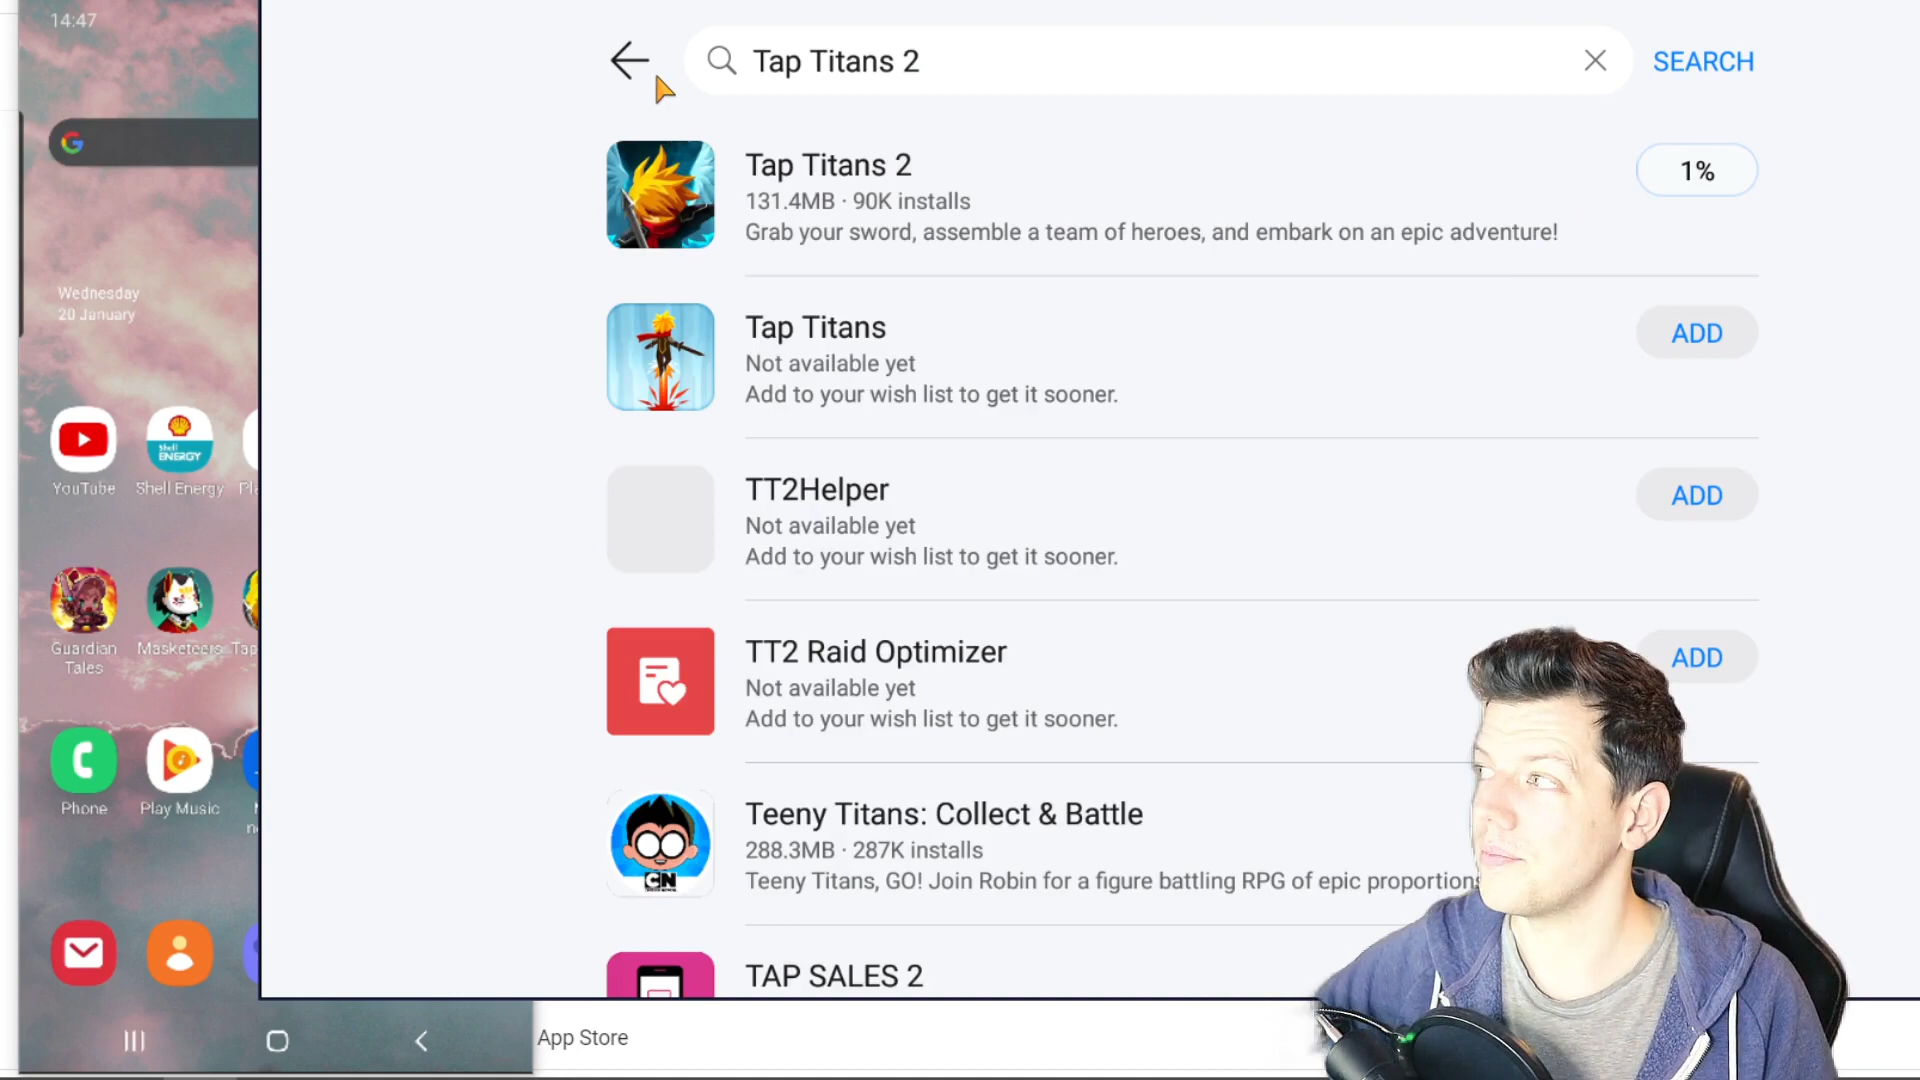 14:47
Tap Titans 2
SEARCH
Tap Titans 2
131.4MB · 90K installs
Grab your sword, assemble a team of heroes, and embark on an epic adventure!
1%
Tap Titans
Not available yet
Add to your wish list to get it sooner.
ADD
TT2Helper
Not available yet
Add to your wish list to get it sooner.
ADD
TT2 Raid Optimizer
Not available yet
Add to your wish list to get it sooner.
ADD
Teeny Titans: Collect & Battle
288.3MB · 287K installs
Teeny Titans, GO! Join Robin for a figure battling RPG of epic proportions
CN
TAP SALES 2
App Store
Wednesday
20 January
YouTube
Shell ENERGY
Shell Energy
Guardian
Tales
Masketeers
Tap
Phone
Play Music